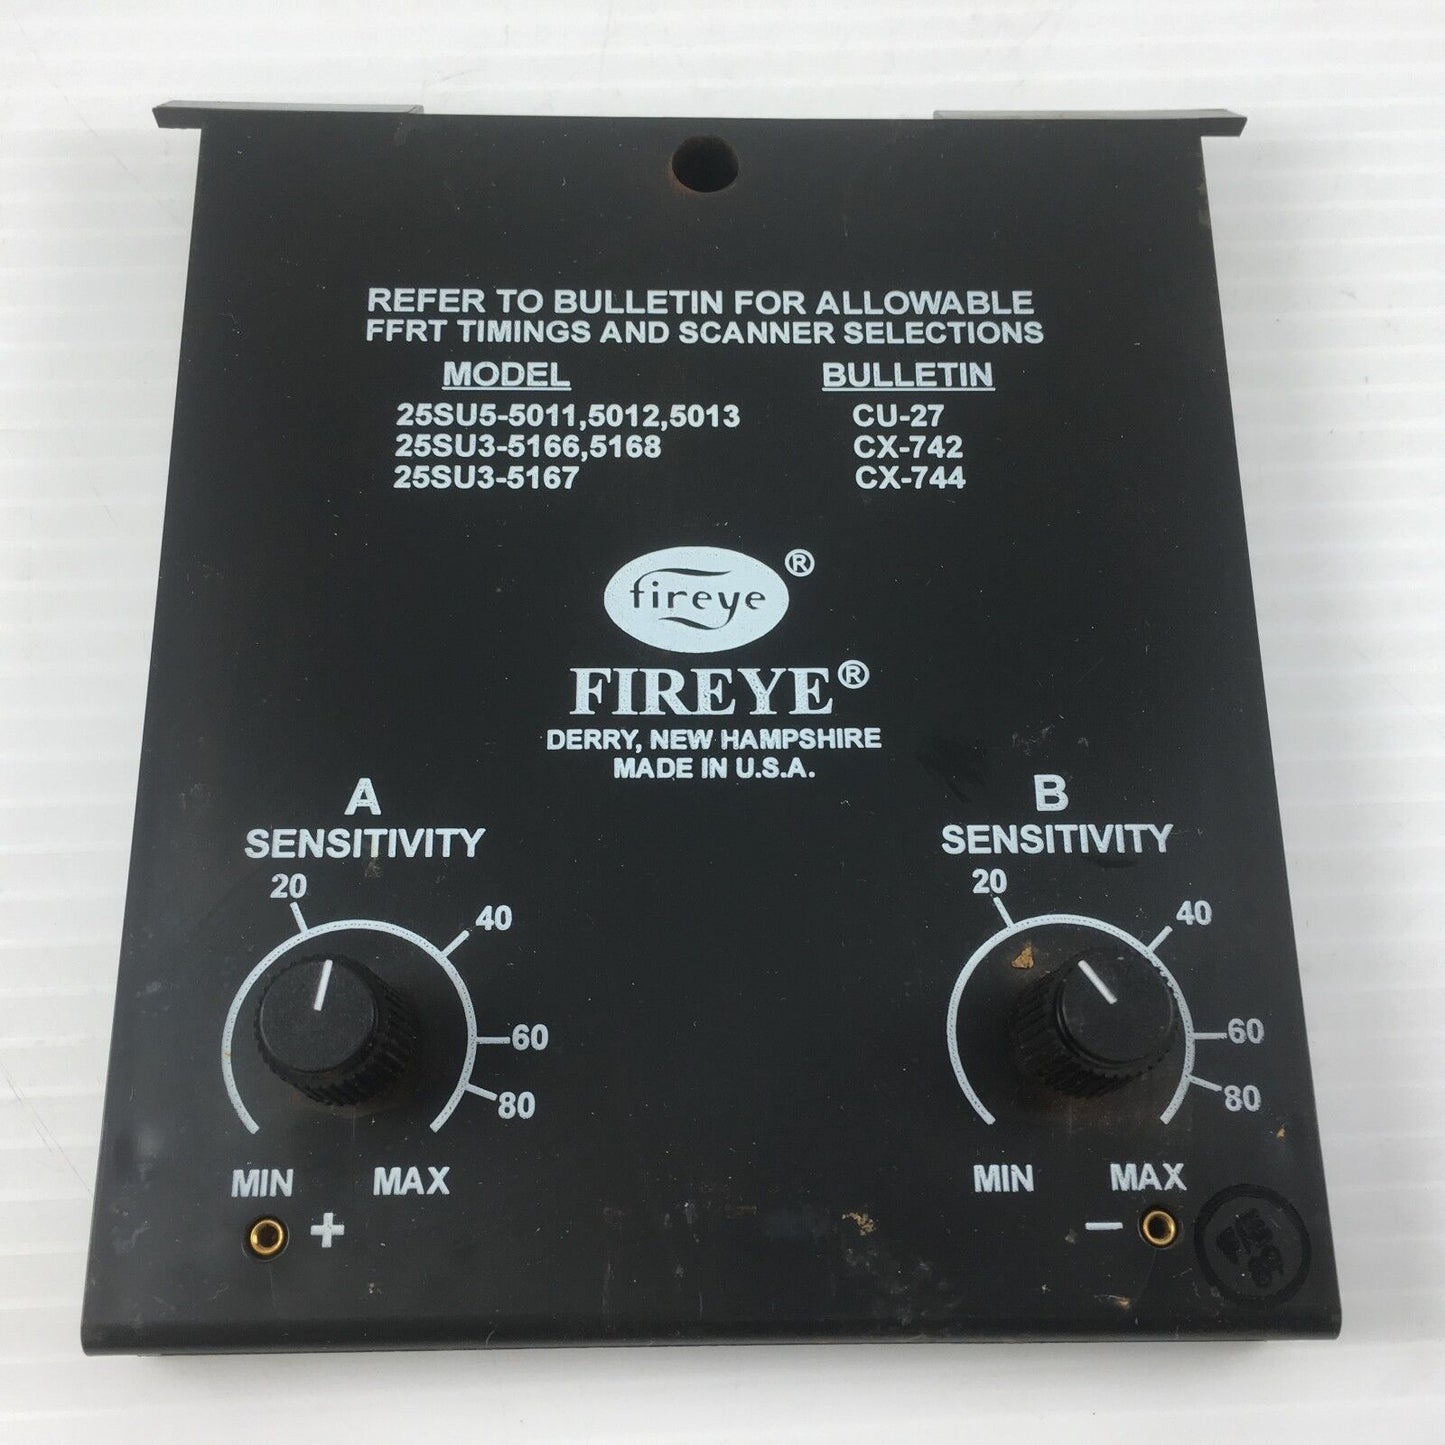 REFER TO BULLETIN FOR ALLOWABLE
FFRT TIMINGS AND SCANNER SELECTIONS
MODEL BULLETIN
25SU5-5011,5012,5013 CU-27
25SU3-5166,5168 CX-742
25SU3-5167 CX-744
fireye ®
FIREYE®
DERRY, NEW HAMPSHIRE
MADE IN U.S.A.
A
SENSITIVITY
20
40
60
80
MIN MAX
+
B
SENSITIVITY
20
40
60
80
MIN MAX
−